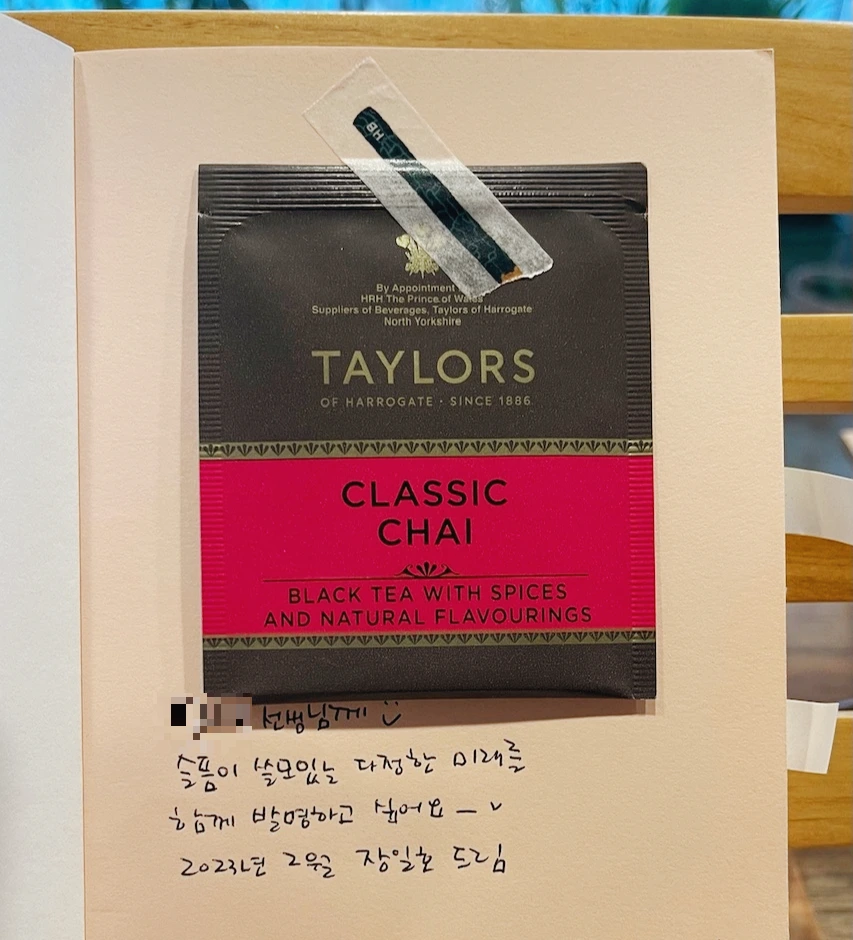 BH
By Appointment
HRH The Prince of Wales
Suppliers of Beverages, Taylors of Harrogate
North Yorkshire
TAYLORS
OF HARROGATE · SINCE 1886
CLASSIC
CHAI
BLACK TEA WITH SPICES
AND NATURAL FLAVOURINGS
선생님께
슬픔이 쓸모있는 다정한 미래를
함께 발명하고 싶어요
2023년 2월 장일호 드림